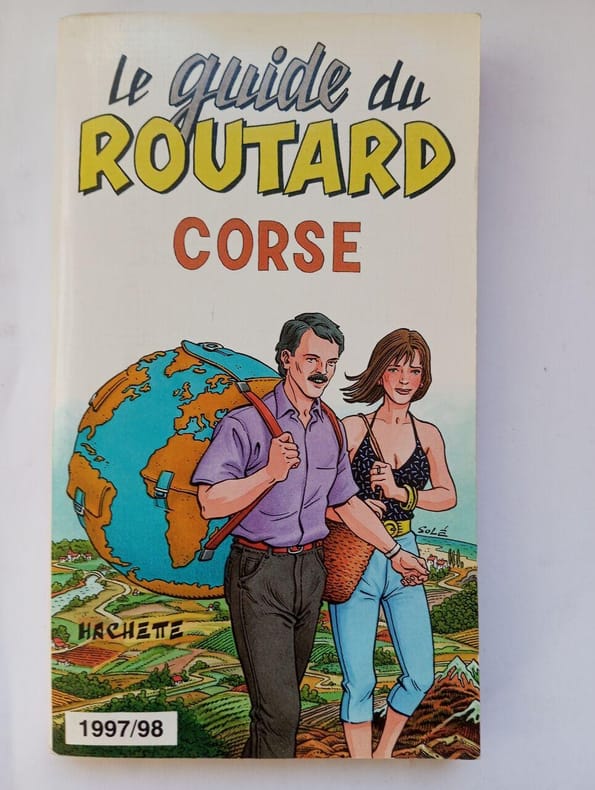 Le guide du
ROUTARD
CORSE
SOLÉ
HACHETTE
1997/98